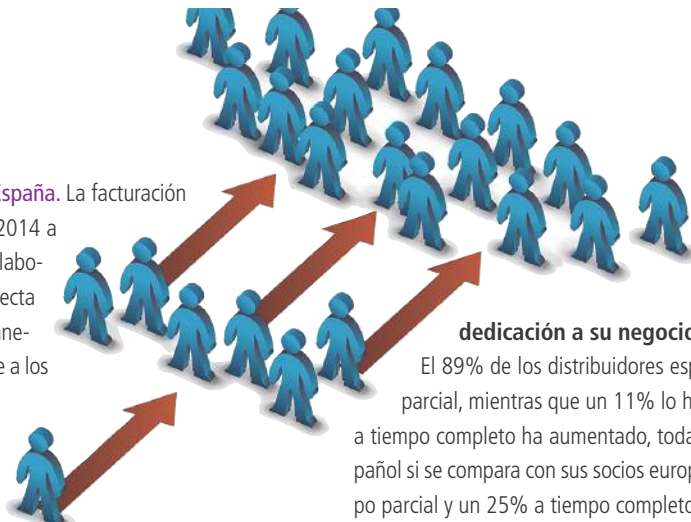 España. La facturación
2014 a
labo-
ecta
ane-
e a los
dedicación a su negocio
El 89% de los distribuidores esp
parcial, mientras que un 11% lo h
a tiempo completo ha aumentado, toda
pañol si se compara con sus socios europ
po parcial y un 25% a tiempo completo